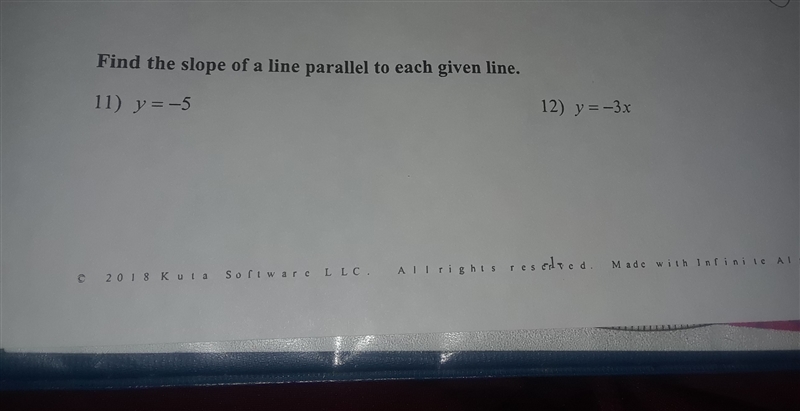 Find the slope of a line parallel to each given line.
11) y = –5 12) y = –3x
© 2018 Kuta Software LLC. All rights reserved. Made with Infinite Al